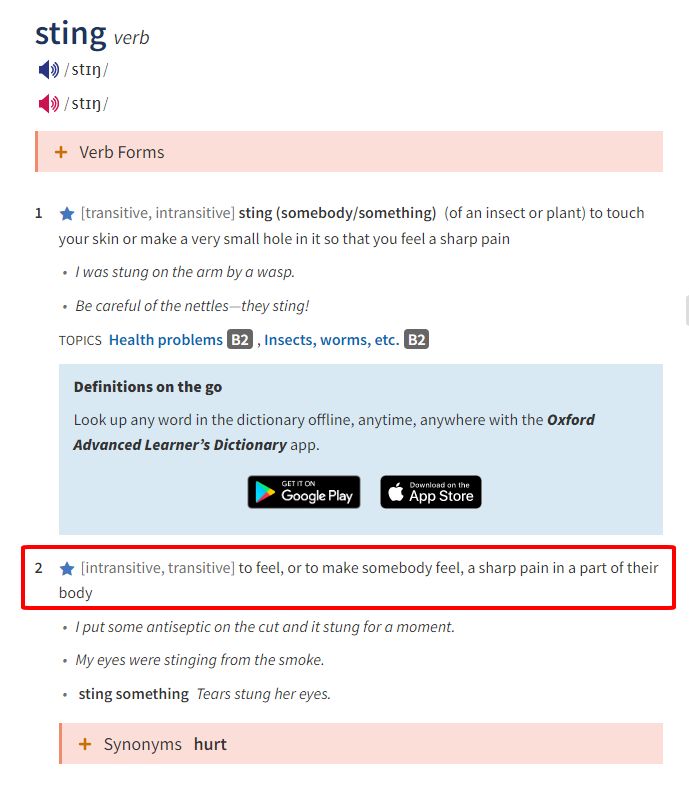 sting verb
/stɪŋ/
/stɪŋ/
+ Verb Forms
1 ★ [transitive, intransitive] sting (somebody/something) (of an insect or plant) to touch
your skin or make a very small hole in it so that you feel a sharp pain
• I was stung on the arm by a wasp.
• Be careful of the nettles—they sting!
TOPICS Health problems B2 , Insects, worms, etc. B2
Definitions on the go
Look up any word in the dictionary offline, anytime, anywhere with the Oxford
Advanced Learner’s Dictionary app.
GET IT ON
Google Play
Download on the
App Store
2 ★ [intransitive, transitive] to feel, or to make somebody feel, a sharp pain in a part of their
body
• I put some antiseptic on the cut and it stung for a moment.
• My eyes were stinging from the smoke.
• sting something Tears stung her eyes.
+ Synonyms hurt